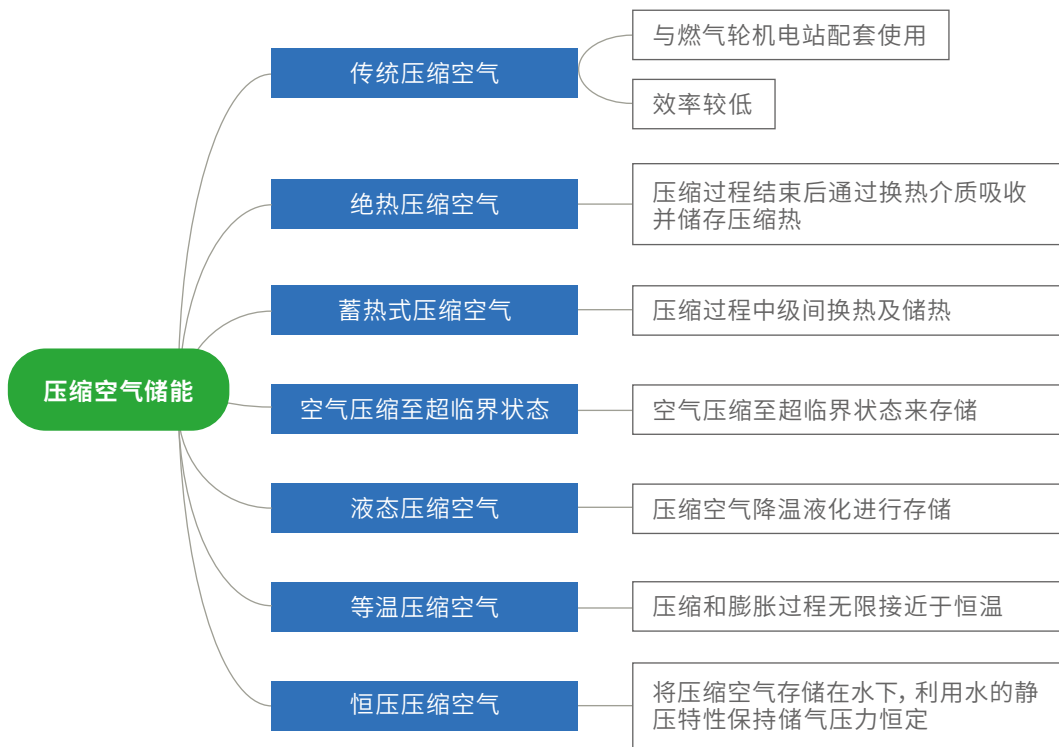 与燃气轮机电站配套使用
传统压缩空气
效率较低
绝热压缩空气
压缩过程结束后通过换热介质吸收
并储存压缩热
蓄热式压缩空气
压缩过程中级间换热及储热
压缩空气储能
空气压缩至超临界状态
空气压缩至超临界状态来存储
液态压缩空气
压缩空气降温液化进行存储
等温压缩空气
压缩和膨胀过程无限接近于恒温
恒压压缩空气
将压缩空气存储在水下，利用水的静
压特性保持储气压力恒定